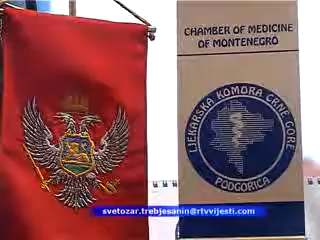 CHAMBER OF MEDICINE
OF MONTENEGRO
LJEKARSKA KOMORA CRNE GORE
PODGORICA
svetozar.trebjesanin@rtvvijesti.com